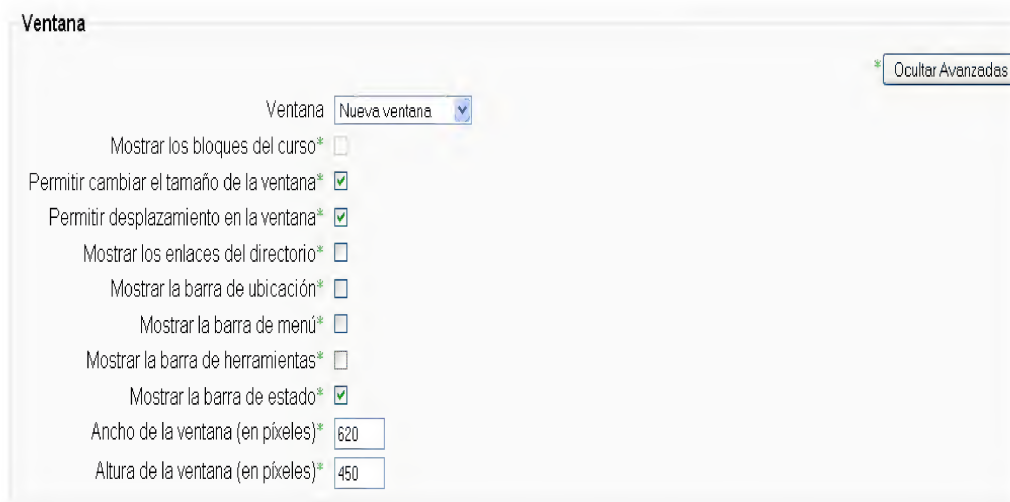 Ventana
* Ocultar Avanzadas
Ventana Nueva ventana
Mostrar los bloques del curso*
Permitir cambiar el tamaño de la ventana*
Permitir desplazamiento en la ventana*
Mostrar los enlaces del directorio*
Mostrar la barra de ubicación*
Mostrar la barra de menú*
Mostrar la barra de herramientas*
Mostrar la barra de estado*
Ancho de la ventana (en píxeles)* 620
Altura de la ventana (en píxeles)* 450